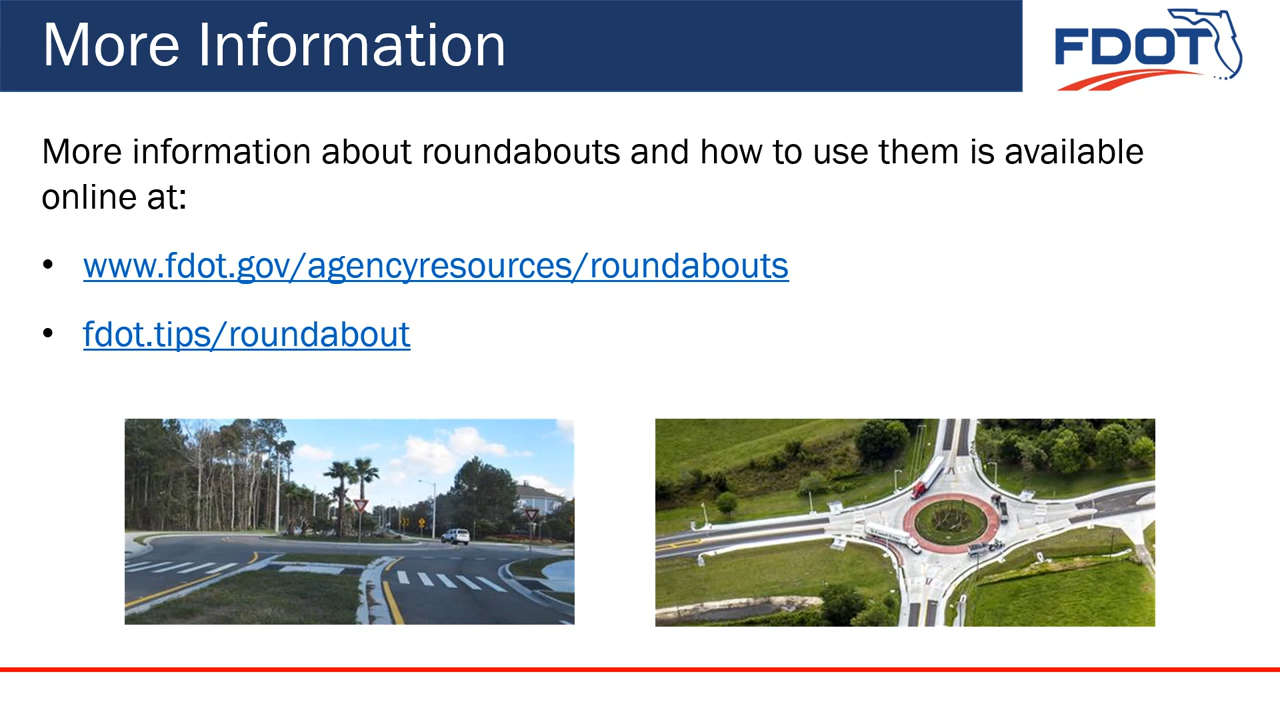 More Information
FDOT
More information about roundabouts and how to use them is available
online at:
• www.fdot.gov/agencyresources/roundabouts
• fdot.tips/roundabout